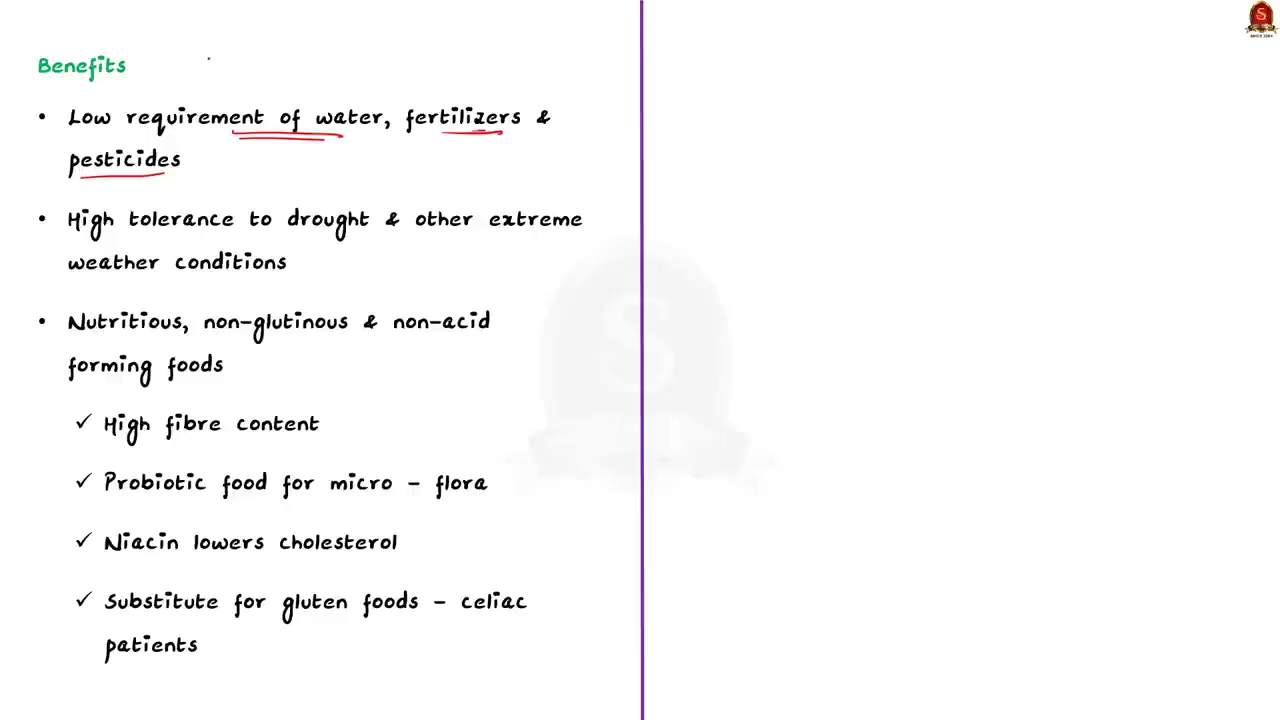 Benefits
• Low requirement of water, fertilizers &
pesticides
• High tolerance to drought & other extreme
weather conditions
• Nutritious, non-glutinous & non-acid
forming foods
✓ High fibre content
✓ Probiotic food for micro - flora
✓ Niacin lowers cholesterol
✓ Substitute for gluten foods - celiac
patients
S